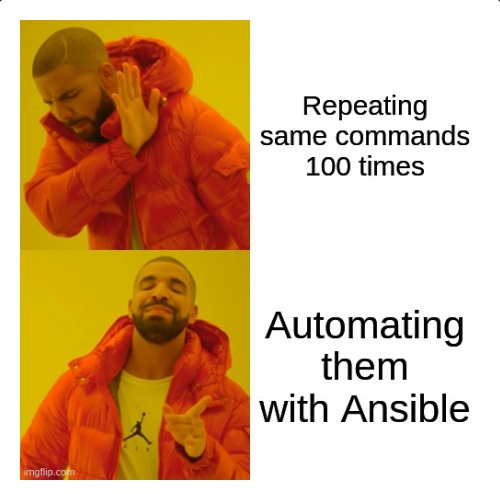 Repeating
same commands
100 times
Automating
them
with Ansible
imgflip.com